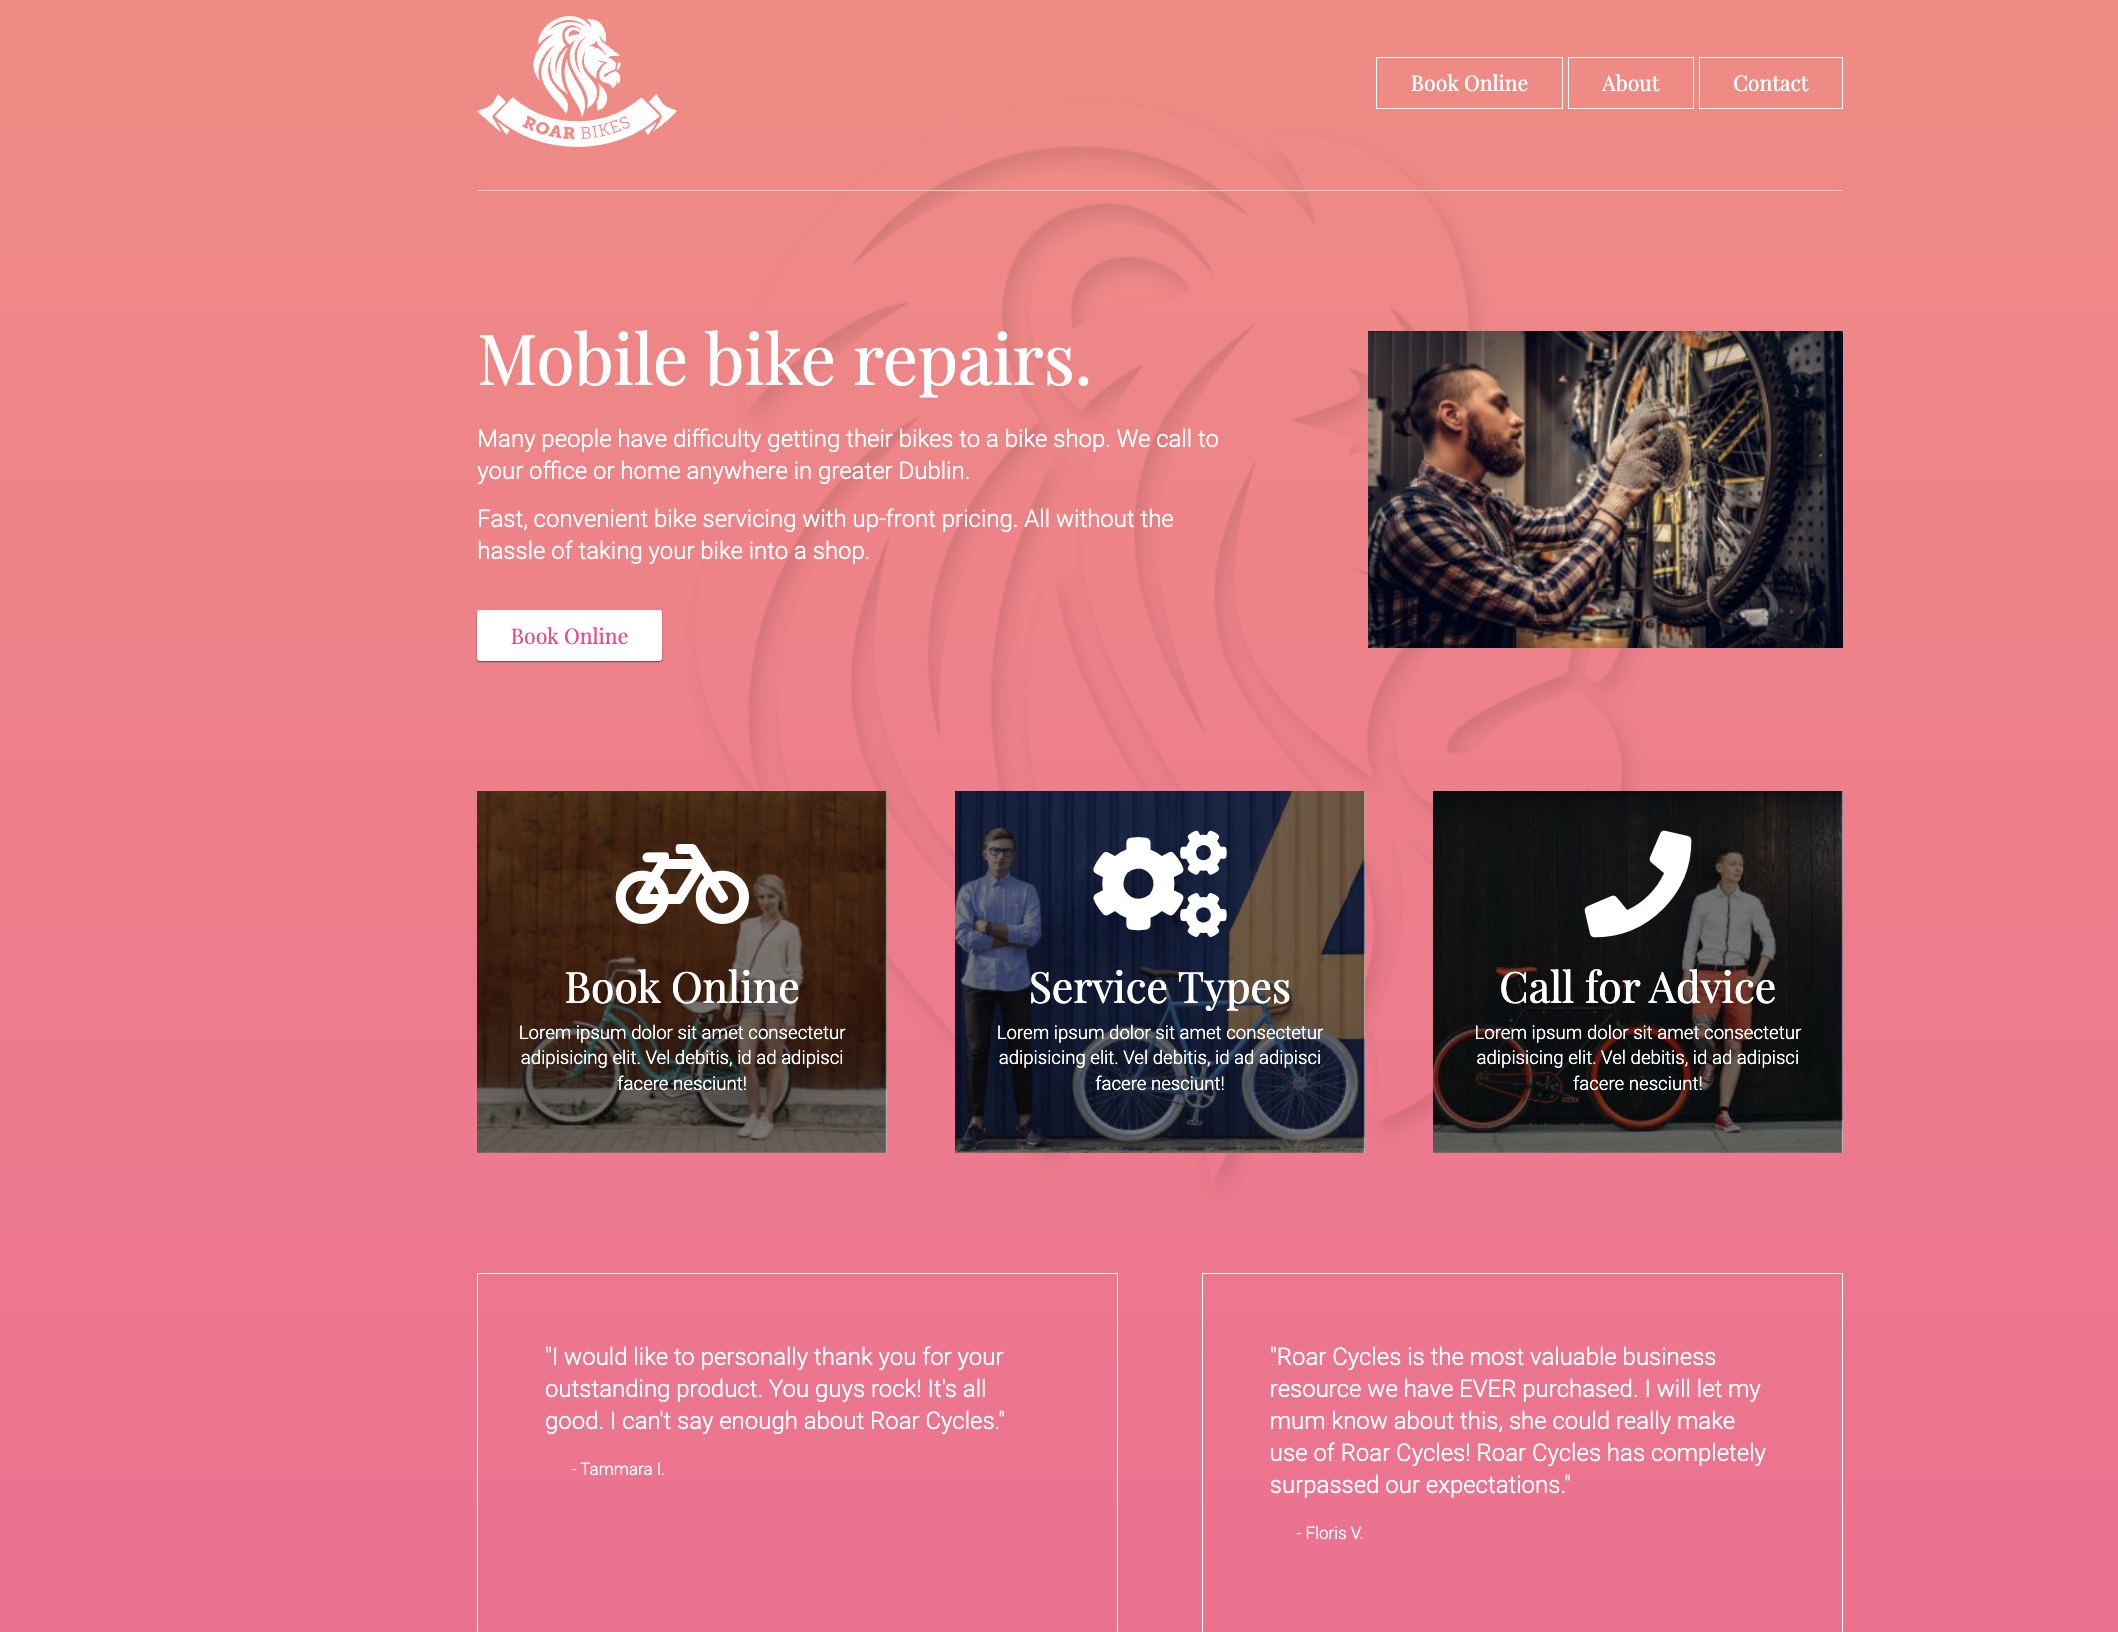 ROAR BIKES
Book Online
About
Contact
Mobile bike repairs.
Many people have difficulty getting their bikes to a bike shop. We call to
your office or home anywhere in greater Dublin.
Fast, convenient bike servicing with up-front pricing. All without the
hassle of taking your bike into a shop.
Book Online
Book Online
Lorem ipsum dolor sit amet consectetur
adipisicing elit. Vel debitis, id ad adipisci
facere nesciunt!
Service Types
Lorem ipsum dolor sit amet consectetur
adipisicing elit. Vel debitis, id ad adipisci
facere nesciunt!
Call for Advice
Lorem ipsum dolor sit amet consectetur
adipisicing elit. Vel debitis, id ad adipisci
facere nesciunt!
"I would like to personally thank you for your
outstanding product. You guys rock! It's all
good. I can't say enough about Roar Cycles."
- Tammara I.
"Roar Cycles is the most valuable business
resource we have EVER purchased. I will let my
mum know about this, she could really make
use of Roar Cycles! Roar Cycles has completely
surpassed our expectations."
- Floris V.